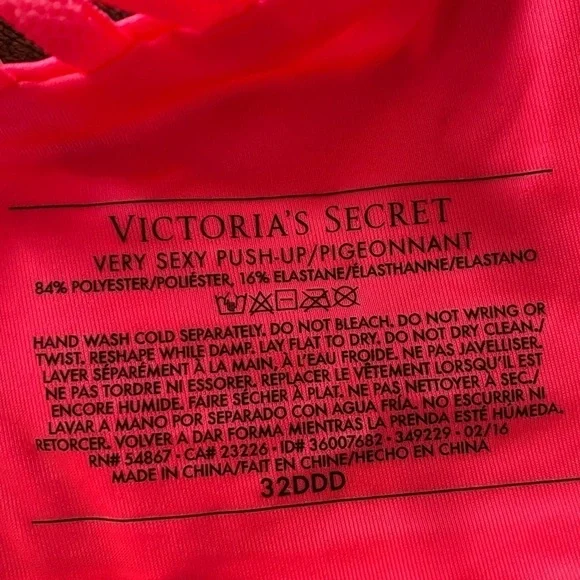 VICTORIA'S SECRET
VERY SEXY PUSH-UP/PIGEONNANT
84% POLYESTER/POLIÉSTER, 16% ELASTANE/ÉLASTHANNE/ELASTANO
HAND WASH COLD SEPARATELY. DO NOT BLEACH. DO NOT WRING OR
TWIST. RESHAPE WHILE DAMP. LAY FLAT TO DRY. DO NOT DRY CLEAN./
LAVER SÉPARÉMENT À LA MAIN, À L'EAU FROIDE. NE PAS JAVELLISER.
NE PAS TORDRE NI ESSORER. REPLACER LE VÊTEMENT LORSQU'IL EST
ENCORE HUMIDE. FAIRE SÉCHER À PLAT. NE PAS NETTOYER À SEC./
LAVAR A MANO POR SEPARADO CON AGUA FRÍA. NO ESCURRIR NI
RETORCER. VOLVER A DAR FORMA MIENTRAS LA PRENDA ESTÉ HÚMEDA.
RN# 54867 • CA# 23226 • ID# 36007682 • 349229 • 02/16
MADE IN CHINA/FAIT EN CHINE/HECHO EN CHINA
32DDD